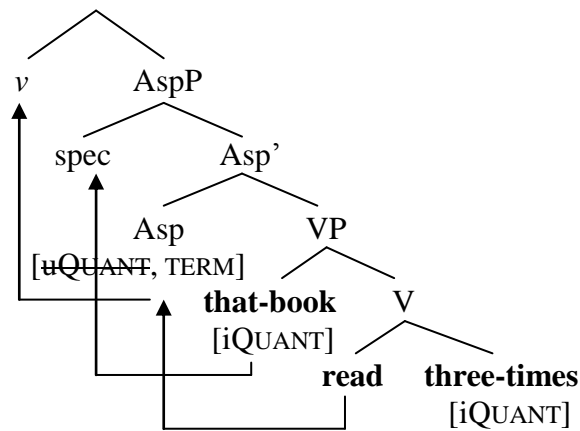 v AspP
spec Asp’
Asp VP
[uQUANT, TERM]
that-book V
[iQUANT]
read three-times
[iQUANT]